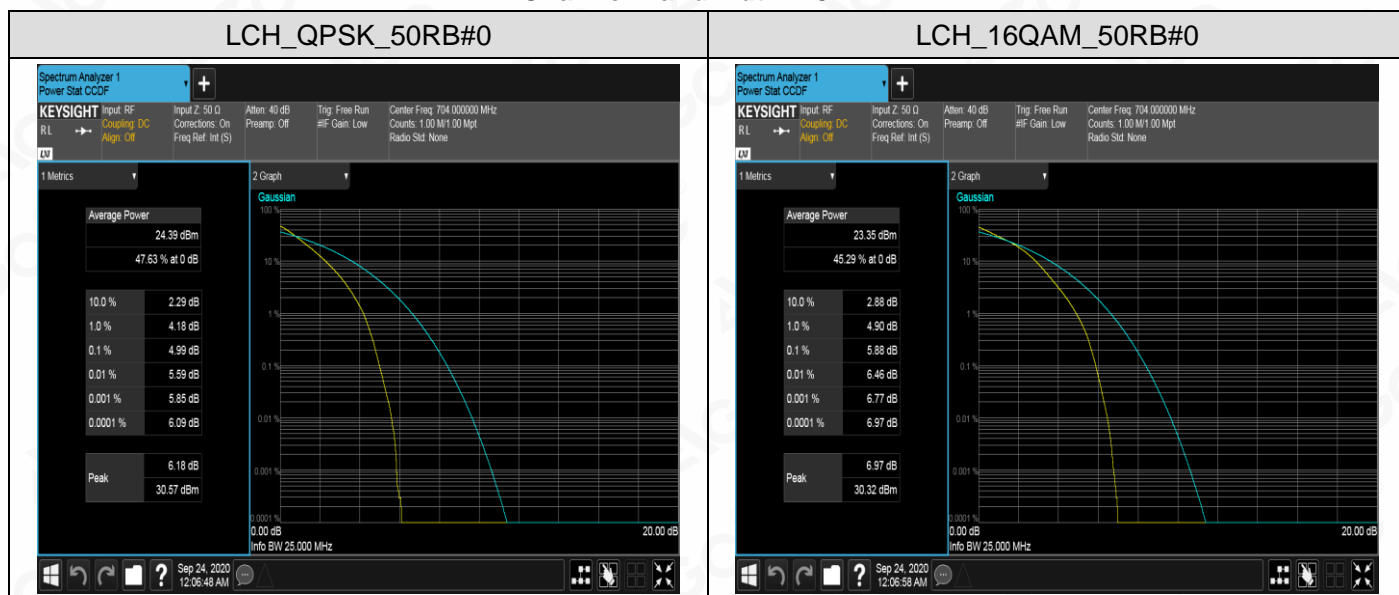 LCH_QPSK_50RB#0
Spectrum Analyzer 1
Power Stat CCDF
+
KEYSIGHT
RL
LXI
Input: RF
Coupling: DC
Align: Off
Input Z: 50 Ω
Corrections: On
Freq Ref: Int (S)
Atten: 40 dB
Preamp: Off
Trig: Free Run
#IF Gain: Low
Center Freq: 704.000000 MHz
Counts: 1.00 M/1.00 Mpt
Radio Std: None
1 Metrics
Average Power
24.39 dBm
47.63 % at 0 dB
10.0 % 2.29 dB
1.0 % 4.18 dB
0.1 % 4.99 dB
0.01 % 5.59 dB
0.001 % 5.85 dB
0.0001 % 6.09 dB
Peak
6.18 dB
30.57 dBm
2 Graph
Gaussian
100 %
10 %
1 %
0.1 %
0.01 %
0.001 %
0.0001 %
0.00 dB 20.00 dB
Info BW 25.000 MHz
?
Sep 24, 2020
12:06:48 AM
LCH_16QAM_50RB#0
Spectrum Analyzer 1
Power Stat CCDF
+
KEYSIGHT
RL
LXI
Input: RF
Coupling: DC
Align: Off
Input Z: 50 Ω
Corrections: On
Freq Ref: Int (S)
Atten: 40 dB
Preamp: Off
Trig: Free Run
#IF Gain: Low
Center Freq: 704.000000 MHz
Counts: 1.00 M/1.00 Mpt
Radio Std: None
1 Metrics
Average Power
23.35 dBm
45.29 % at 0 dB
10.0 % 2.88 dB
1.0 % 4.90 dB
0.1 % 5.88 dB
0.01 % 6.46 dB
0.001 % 6.77 dB
0.0001 % 6.97 dB
Peak
6.97 dB
30.32 dBm
2 Graph
Gaussian
100 %
10 %
1 %
0.1 %
0.01 %
0.001 %
0.0001 %
0.00 dB 20.00 dB
Info BW 25.000 MHz
?
Sep 24, 2020
12:06:58 AM